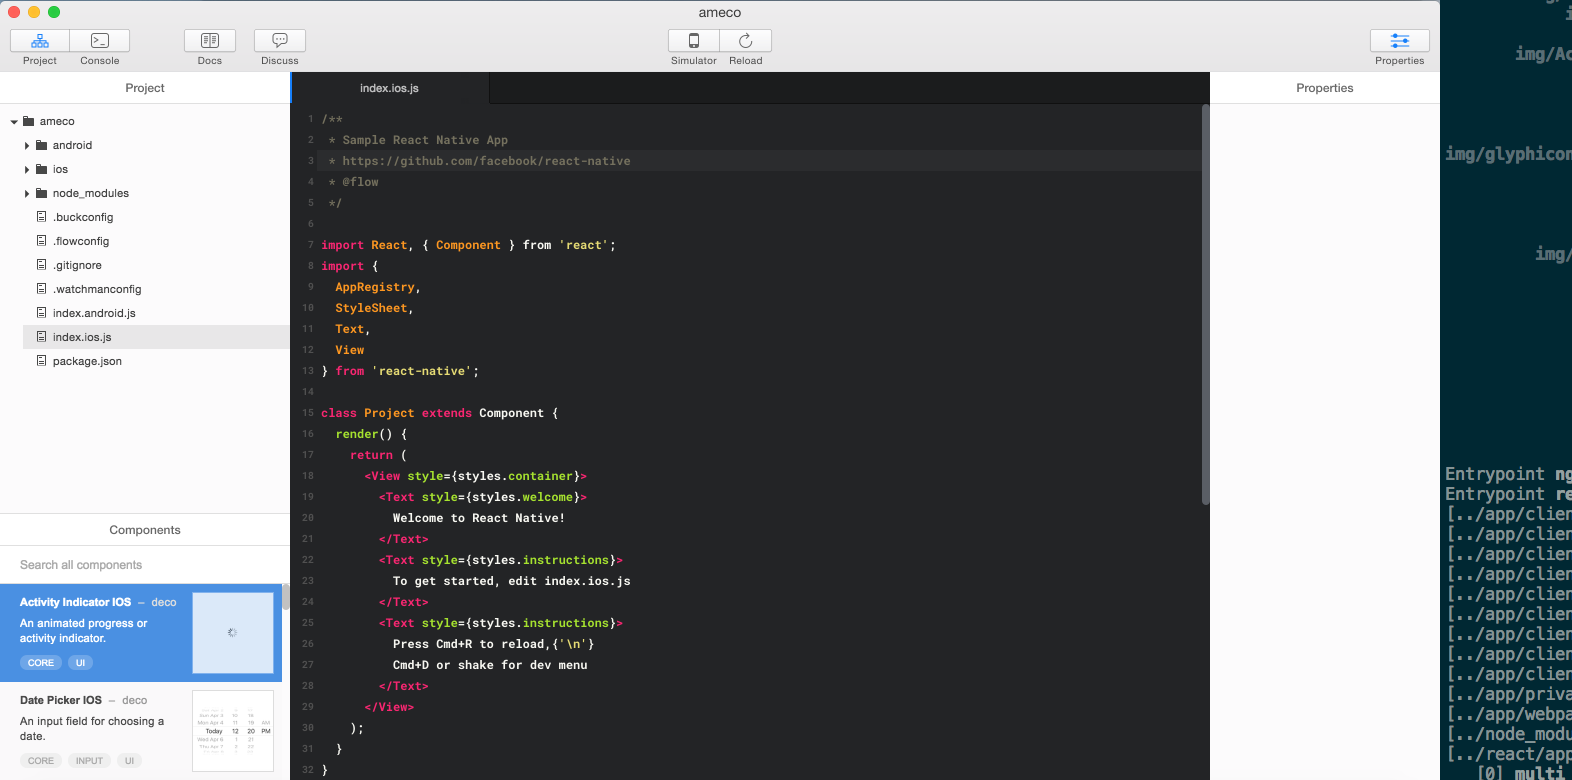 ameco
Project
Console
Docs
Discuss
Simulator
Reload
Properties
Project
ameco
android
ios
node_modules
.buckconfig
.flowconfig
.gitignore
.watchmanconfig
index.android.js
index.ios.js
package.json
Components
Search all components
Activity Indicator IOS – deco
An animated progress or
activity indicator.
CORE UI
Date Picker IOS – deco
An input field for choosing a
date.
CORE INPUT UI
Today 12 20 PM
index.ios.js
1 /**
2 * Sample React Native App
3 * https://github.com/facebook/react-native
4 * @flow
5 */
6
7 import React, { Component } from 'react';
8 import {
9 AppRegistry,
10 StyleSheet,
11 Text,
12 View
13 } from 'react-native';
14
15 class Project extends Component {
16 render() {
17 return (
18 <View style={styles.container}>
19 <Text style={styles.welcome}>
20 Welcome to React Native!
21 </Text>
22 <Text style={styles.instructions}>
23 To get started, edit index.ios.js
24 </Text>
25 <Text style={styles.instructions}>
26 Press Cmd+R to reload,{'\n'}
27 Cmd+D or shake for dev menu
28 </Text>
29 </View>
30 );
31 }
32 }
Properties
img/Ac
img/glyphicon
img/
Entrypoint ng
Entrypoint re
[../app/clien
[../app/clien
[../app/clien
[../app/clien
[../app/clien
[../app/clien
[../app/clien
[../app/clien
[../app/clien
[../app/priva
[../app/webpa
[../node_modu
[../react/app
[0] multi